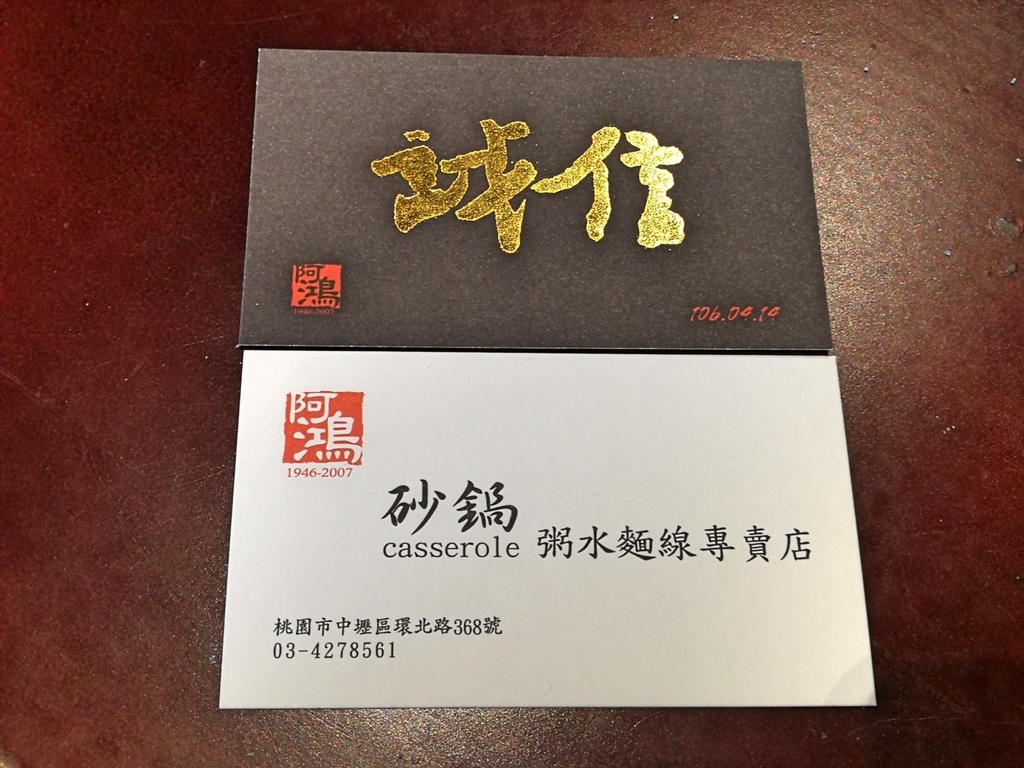 誠信
阿鴻
1946-2007
106.04.14
阿鴻
1946-2007
砂鍋
casserole 粥水麵線專賣店
桃園市中壢區環北路368號
03-4278561